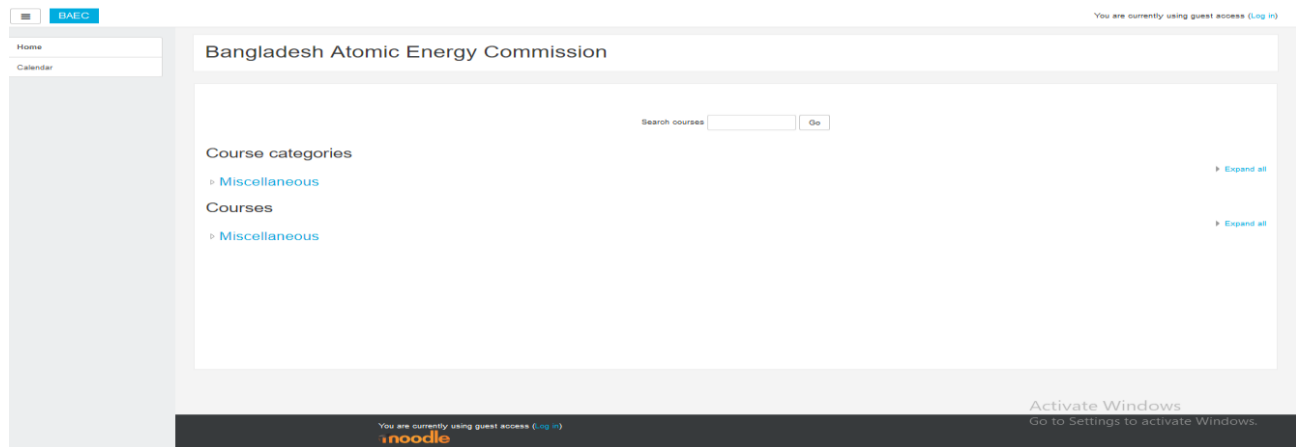 BAEC
You are currently using guest access (Log in)
Home
Calendar
Bangladesh Atomic Energy Commission
Search courses
Go
Course categories
Expand all
Miscellaneous
Courses
Expand all
Miscellaneous
Activate Windows
Go to Settings to activate Windows.
You are currently using guest access (Log in)
moodle